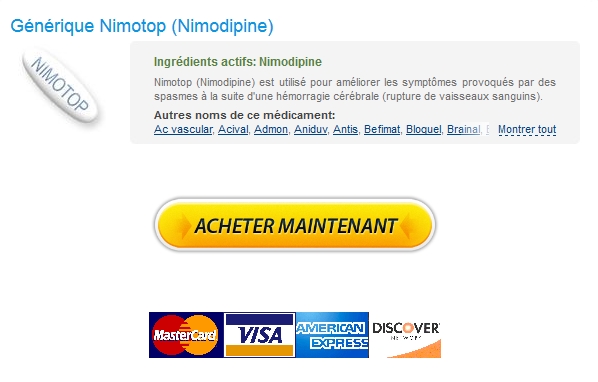 Générique Nimotop (Nimodipine)
NIMOTOP
Ingrédients actifs: Nimodipine
Nimotop (Nimodipine) est utilisé pour améliorer les symptômes provoqués par des
spasmes à la suite d'une hémorragie cérébrale (rupture de vaisseaux sanguins).
Autres noms de ce médicament:
Ac vascular, Acival, Admon, Aniduv, Antis, Befimat, Bloquel, Brainal, Montrer tout
ACHETER MAINTENANT
MasterCard VISA AMERICAN EXPRESS DISCOVER NETWORK